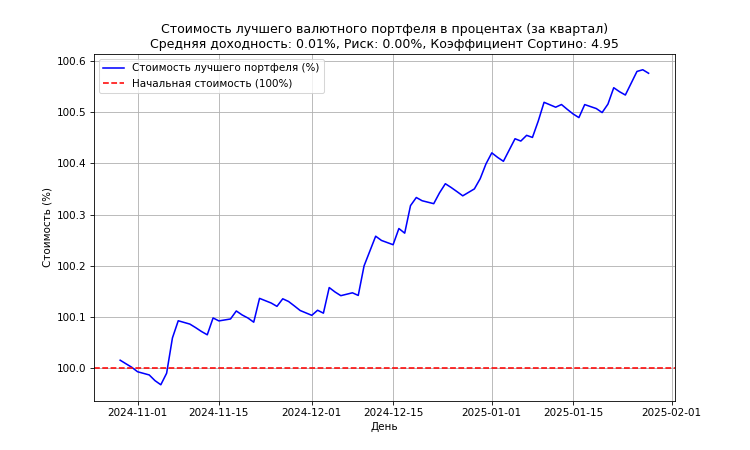 Стоимость лучшего валютного портфеля в процентах (за квартал)
Средняя доходность: 0.01%, Риск: 0.00%, Коэффициент Сортино: 4.95
Стоимость лучшего портфеля (%)
Начальная стоимость (100%)
Стоимость (%)
100.6
100.5
100.4
100.3
100.2
100.1
100.0
2024-11-01
2024-11-15
2024-12-01
2024-12-15
2025-01-01
2025-01-15
2025-02-01
День